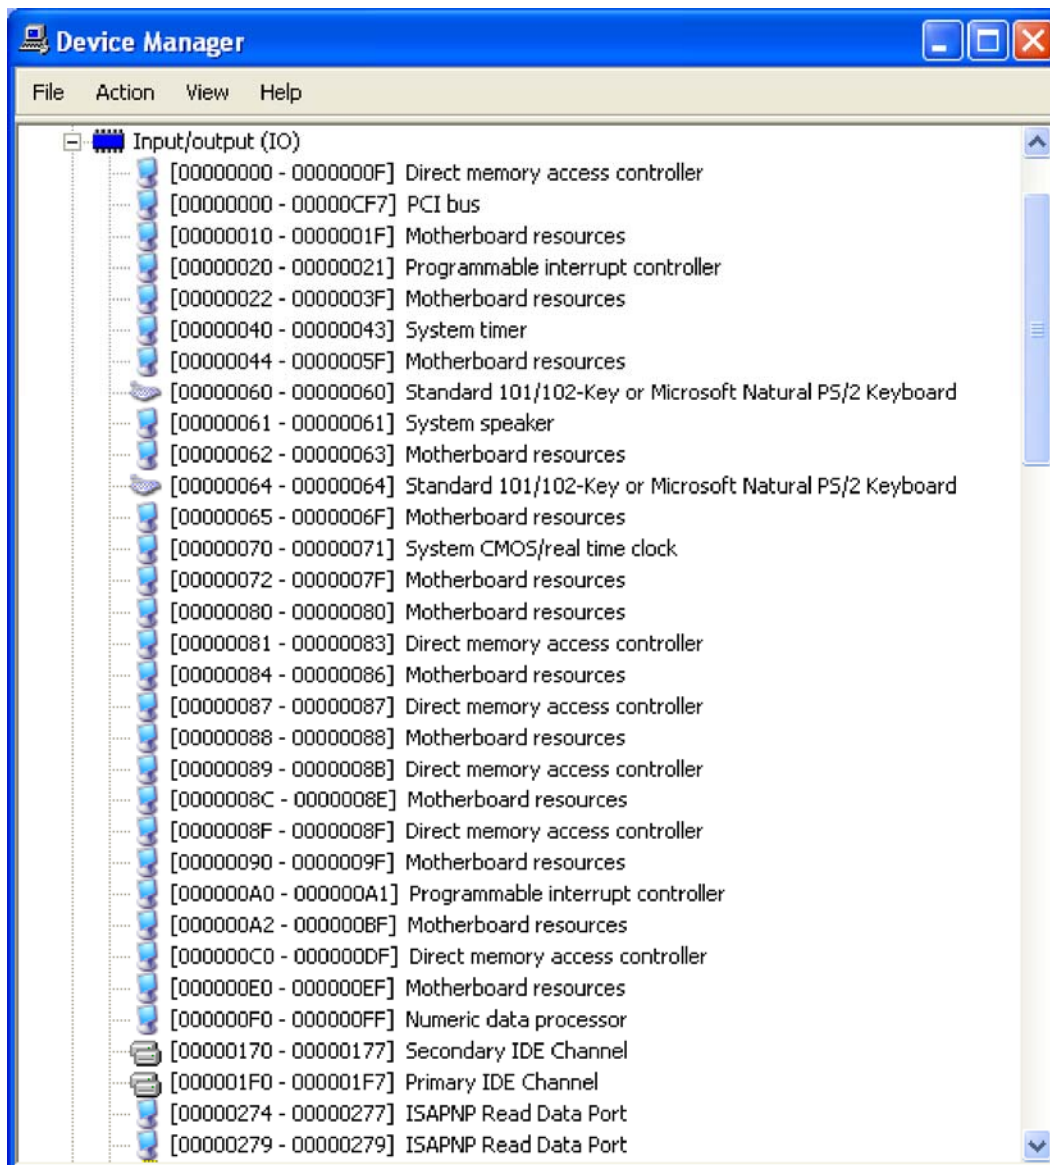 Device Manager
File Action View Help
Input/output (IO)
[00000000 - 0000000F] Direct memory access controller
[00000000 - 00000CF7] PCI bus
[00000010 - 0000001F] Motherboard resources
[00000020 - 00000021] Programmable interrupt controller
[00000022 - 0000003F] Motherboard resources
[00000040 - 00000043] System timer
[00000044 - 0000005F] Motherboard resources
[00000060 - 00000060] Standard 101/102-Key or Microsoft Natural PS/2 Keyboard
[00000061 - 00000061] System speaker
[00000062 - 00000063] Motherboard resources
[00000064 - 00000064] Standard 101/102-Key or Microsoft Natural PS/2 Keyboard
[00000065 - 0000006F] Motherboard resources
[00000070 - 00000071] System CMOS/real time clock
[00000072 - 0000007F] Motherboard resources
[00000080 - 00000080] Motherboard resources
[00000081 - 00000083] Direct memory access controller
[00000084 - 00000086] Motherboard resources
[00000087 - 00000087] Direct memory access controller
[00000088 - 00000088] Motherboard resources
[00000089 - 0000008B] Direct memory access controller
[0000008C - 0000008E] Motherboard resources
[0000008F - 0000008F] Direct memory access controller
[00000090 - 0000009F] Motherboard resources
[000000A0 - 000000A1] Programmable interrupt controller
[000000A2 - 000000BF] Motherboard resources
[000000C0 - 000000DF] Direct memory access controller
[000000E0 - 000000EF] Motherboard resources
[000000F0 - 000000FF] Numeric data processor
[00000170 - 00000177] Secondary IDE Channel
[000001F0 - 000001F7] Primary IDE Channel
[00000274 - 00000277] ISAPNP Read Data Port
[00000279 - 00000279] ISAPNP Read Data Port